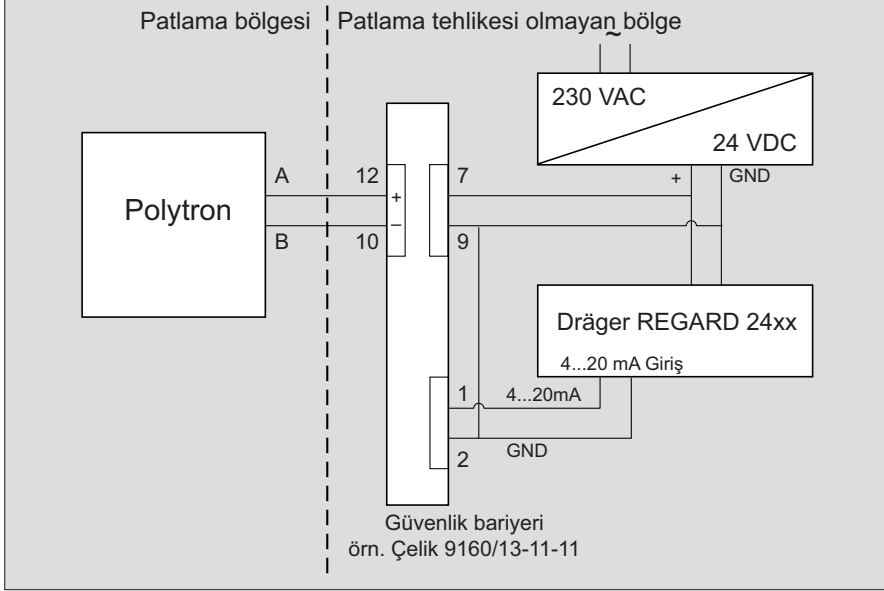 Patlama bölgesi
Patlama tehlikesi olmayan bölge
~
230 VAC
24 VDC
+
GND
Polytron
A
B
12
+
–
10
7
9
Dräger REGARD 24xx
4...20 mA Giriş
1
4...20mA
GND
2
Güvenlik bariyeri
örn. Çelik 9160/13-11-11